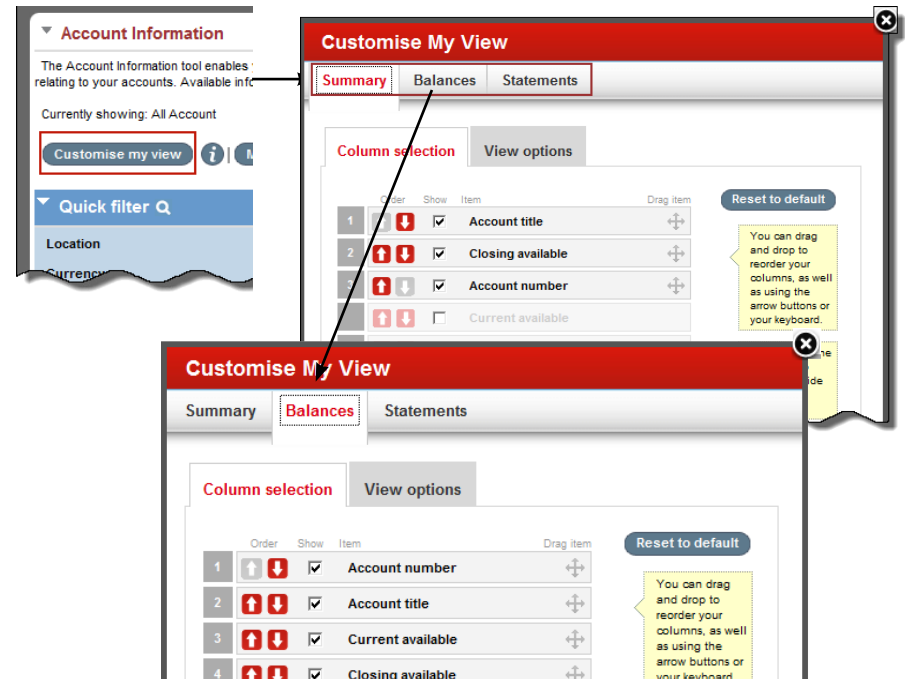 Account Information
The Account Information tool enables
relating to your accounts. Available info
Currently showing: All Account
Customise my view
Quick filter
Location
Currency
Customise My View
Summary Balances Statements
Column selection View options
Order Show Item Drag item
Reset to default
1 Account title
2 Closing available
3 Account number
Current available
You can drag
and drop to
reorder your
columns, as well
as using the
arrow buttons or
your keyboard.
Customise My View
Summary Balances Statements
Column selection View options
Order Show Item Drag item
Reset to default
1 Account number
2 Account title
3 Current available
4 Closing available
You can drag
and drop to
reorder your
columns, as well
as using the
arrow buttons or
your keyboard